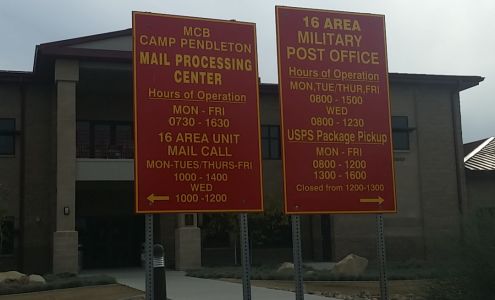 MCB
CAMP PENDLETON
MAIL PROCESSING
CENTER
Hours of Operation
MON - FRI
0730 - 1630
16 AREA UNIT
MAIL CALL
MON-TUES/THURS-FRI
1000 - 1400
WED
1000 - 1200
16 AREA
MILITARY
POST OFFICE
Hours of Operation
MON,TUE/THUR,FRI
0800 - 1500
WED
0800 - 1230
USPS Package Pickup
MON - FRI
0800 - 1200
1300 - 1600
Closed from 1200-1300